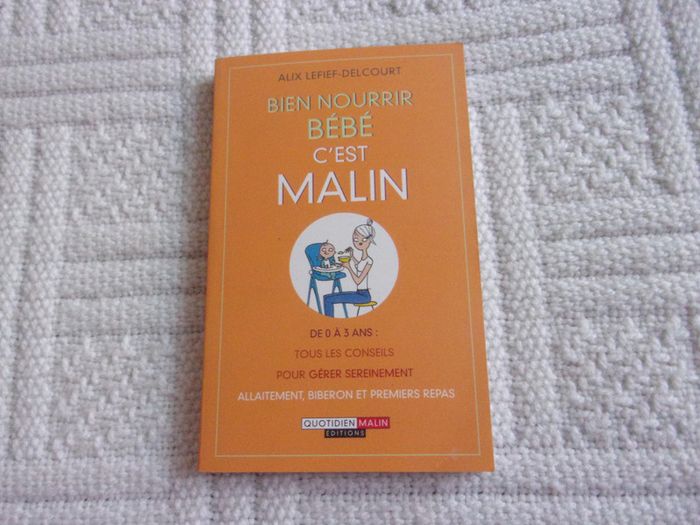 ALIX LEFIEF-DELCOURT
BIEN NOURRIR
BÉBÉ
C'EST
MALIN
DE 0 À 3 ANS :
TOUS LES CONSEILS
POUR GÉRER SEREINEMENT
ALLAITEMENT, BIBERON ET PREMIERS REPAS
QUOTIDIEN MALIN
ÉDITIONS